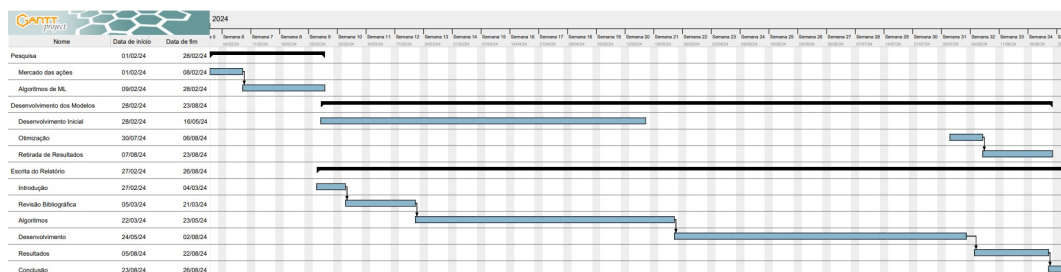 GANTT project
2024
Nome Data de início Data de fim
Semana 6 Semana 7 Semana 8 Semana 9 Semana 10 Semana 11 Semana 12 Semana 13 Semana 14 Semana 15 Semana 16 Semana 17 Semana 18 Semana 19 Semana 20 Semana 21 Semana 22 Semana 23 Semana 24 Semana 25 Semana 26 Semana 27 Semana 28 Semana 29 Semana 30 Semana 31 Semana 32 Semana 33 Semana 34
Pesquisa 01/02/24 28/02/24
Mercado das ações 01/02/24 08/02/24
Algoritmos de ML 09/02/24 28/02/24
Desenvolvimento dos Modelos 28/02/24 23/08/24
Desenvolvimento Inicial 28/02/24 16/05/24
Otimização 30/07/24 06/08/24
Retirada de Resultados 07/08/24 23/08/24
Escrita do Relatório 27/02/24 26/08/24
Introdução 27/02/24 04/03/24
Revisão Bibliográfica 05/03/24 21/03/24
Algoritmos 22/03/24 23/05/24
Desenvolvimento 24/05/24 02/08/24
Resultados 05/08/24 22/08/24
Conclusão 23/08/24 26/08/24